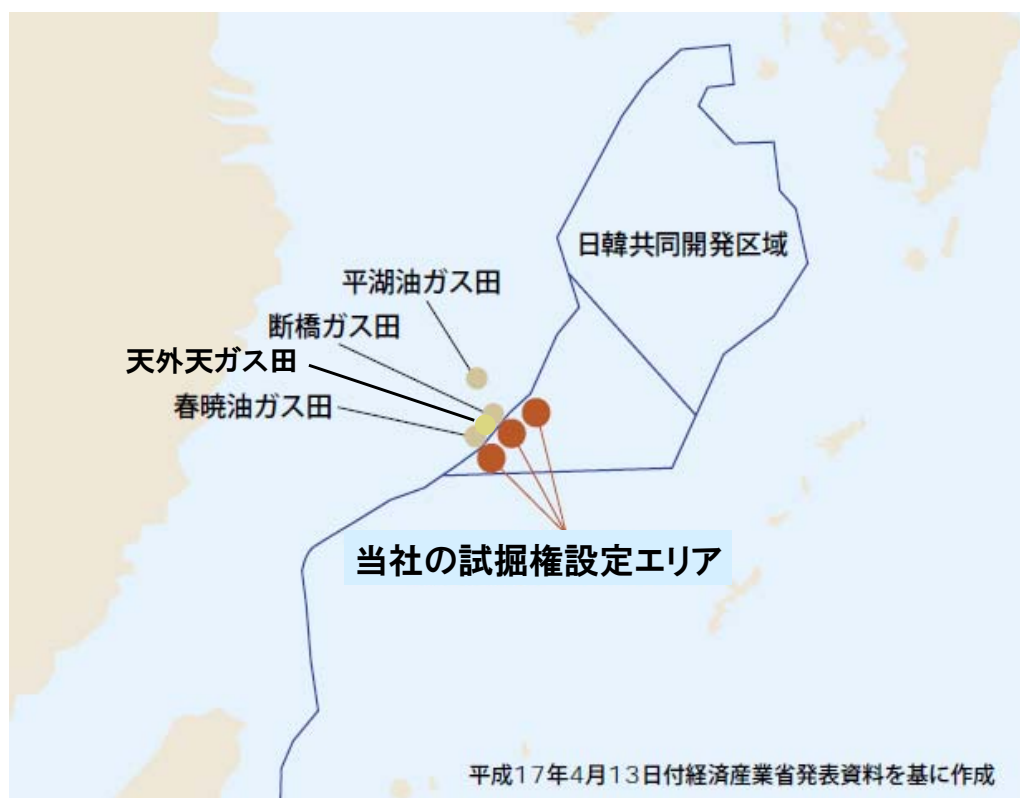 日韓共同開発区域
平湖油ガス田
断橋ガス田
天外天ガス田
春暁油ガス田
当社の試掘権設定エリア
平成17年4月13日付経済産業省発表資料を基に作成